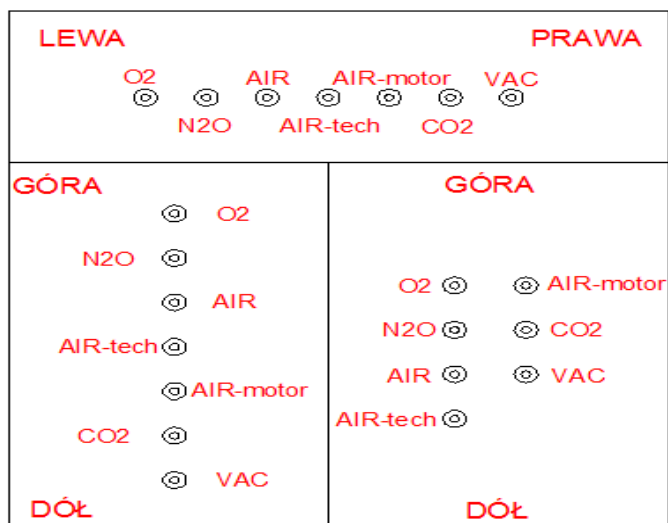 LEWA PRAWA
O2 AIR AIR-motor VAC
N2O AIR-tech CO2
GÓRA
O2
N2O
AIR
AIR-tech
AIR-motor
CO2
VAC
DÓŁ
GÓRA
O2 AIR-motor
N2O CO2
AIR VAC
AIR-tech
DÓŁ